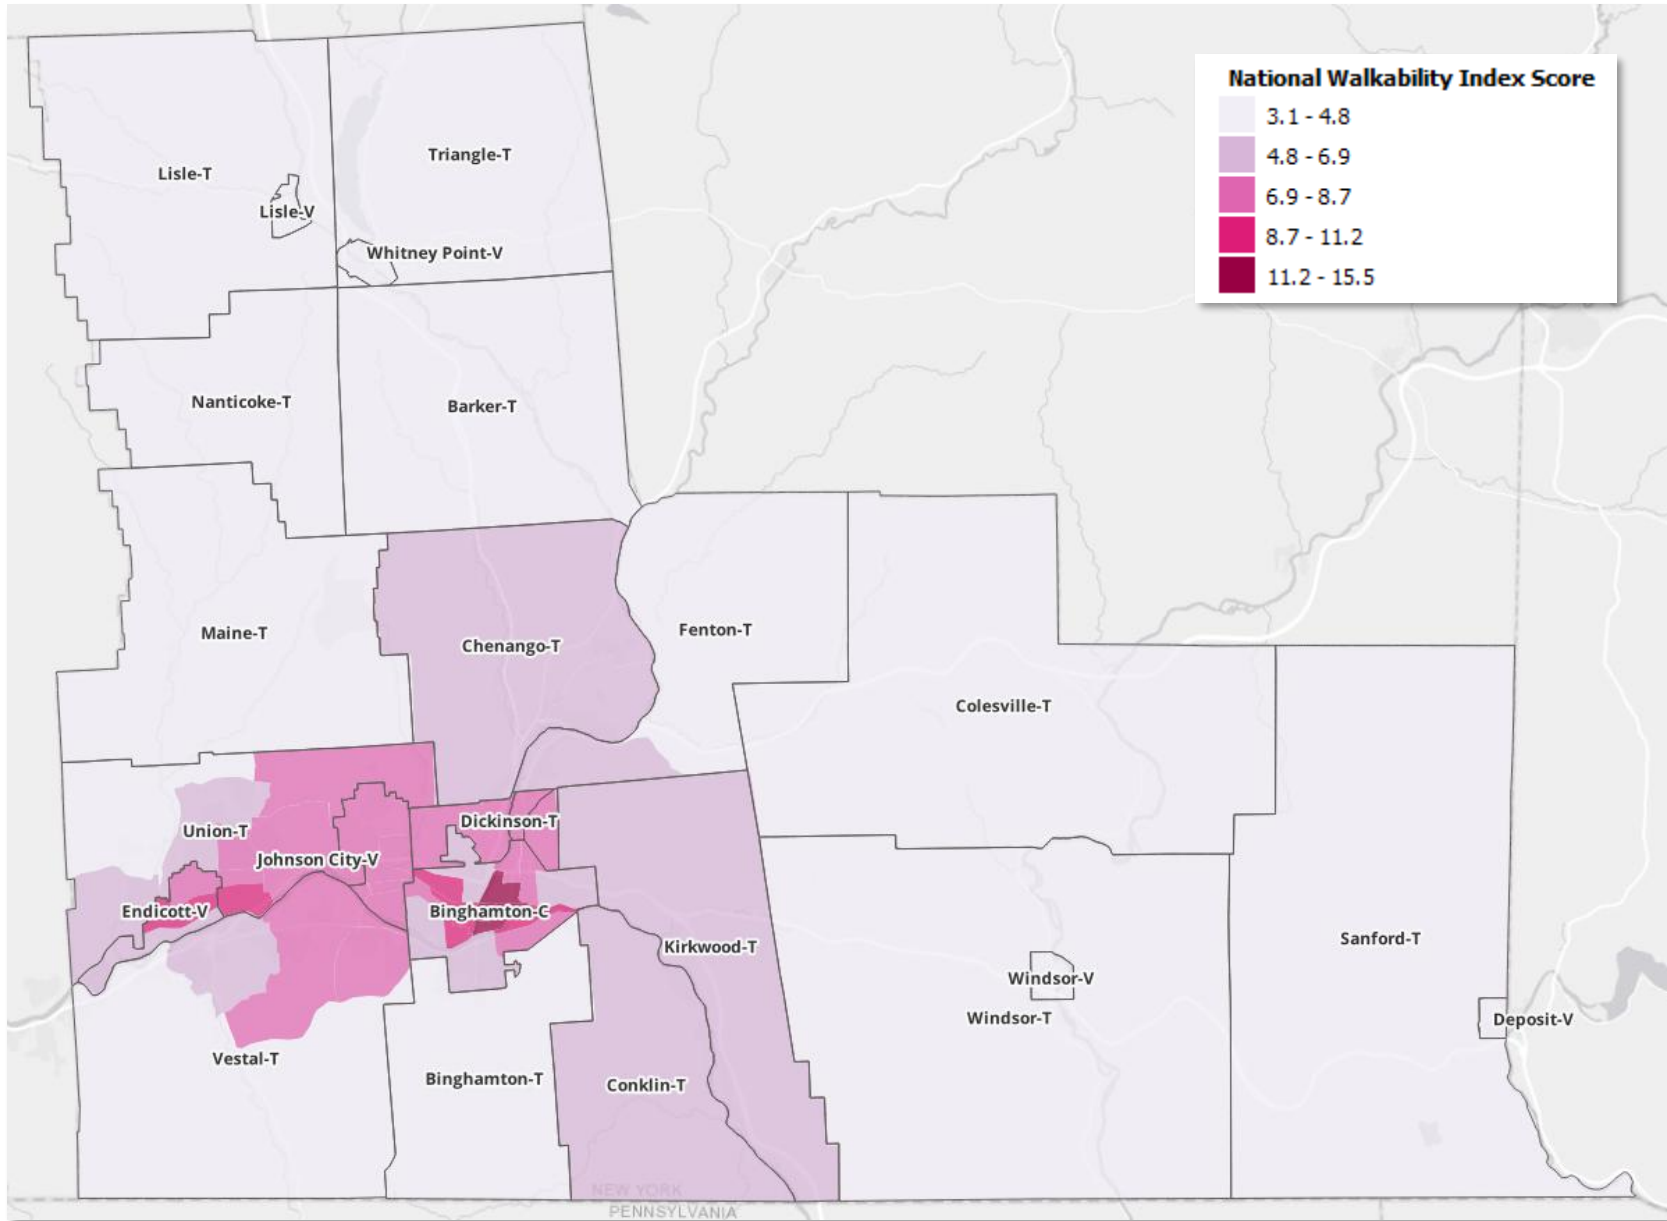 National Walkability Index Score
3.1 - 4.8
4.8 - 6.9
6.9 - 8.7
8.7 - 11.2
11.2 - 15.5
Triangle-T
Lisle-T
Lisle-V
Whitney Point-V
Nanticoke-T
Barker-T
Maine-T
Chenango-T
Fenton-T
Colesville-T
Union-T
Dickinson-T
Johnson City-V
Endicott-V
Binghamton-C
Kirkwood-T
Sanford-T
Windsor-V
Windsor-T
Deposit-V
Vestal-T
Binghamton-T
Conklin-T
NEW YORK
PENNSYLVANIA